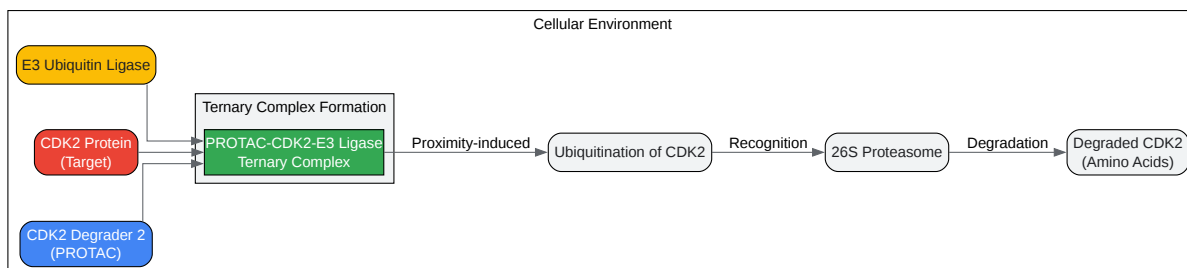 Cellular Environment
E3 Ubiquitin Ligase
CDK2 Protein
(Target)
CDK2 Degrader 2
(PROTAC)
Ternary Complex Formation
PROTAC-CDK2-E3 Ligase
Ternary Complex
Proximity-induced
Ubiquitination of CDK2
Recognition
26S Proteasome
Degradation
Degraded CDK2
(Amino Acids)